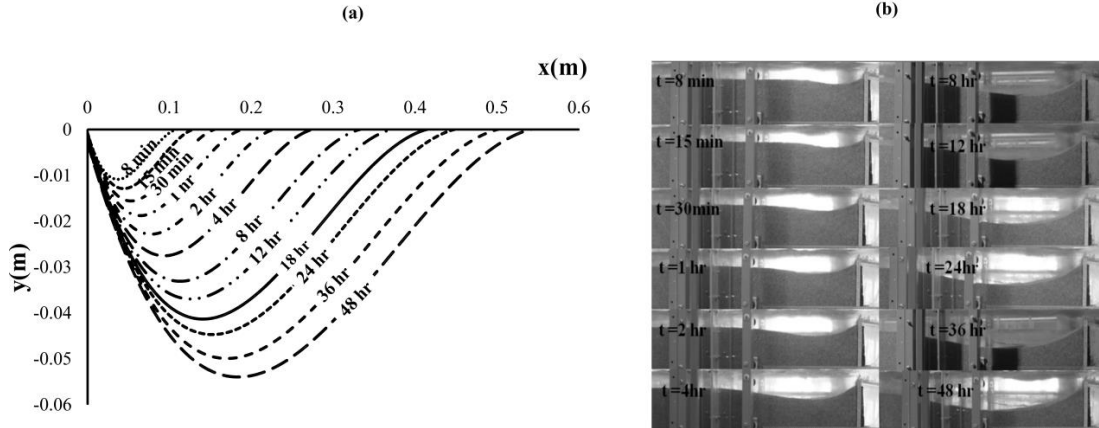 (a)
(b)
x(m)
0 0.1 0.2 0.3 0.4 0.5 0.6
0
-0.01
-0.02
-0.03
-0.04
-0.05
-0.06
y(m)
8 min
15 min
30 min
1 hr
2 hr
4 hr
8 hr
12 hr
18 hr
24 hr
36 hr
48 hr
t =8 min
t =15 min
t =30min
t =1 hr
t =2 hr
t =4hr
t =8 hr
t =12 hr
t =18 hr
t =24hr
t =36 hr
t =48 hr